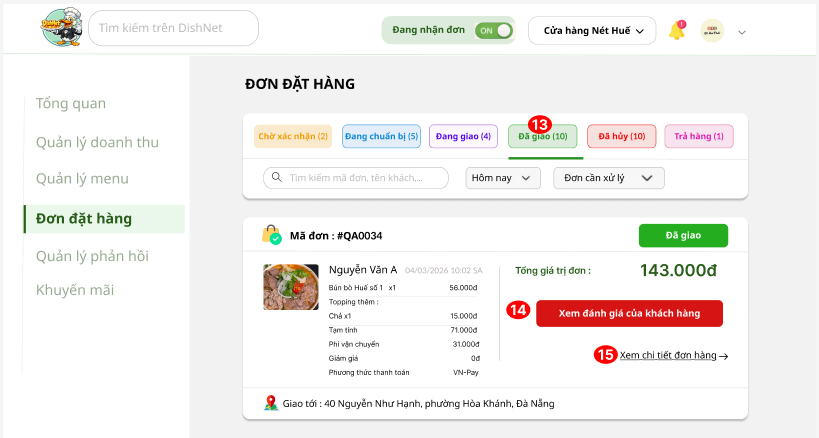 DishNet
Tìm kiếm trên DishNet
Đang nhận đơn
ON
Cửa hàng Nét Huế
Tổng quan
Quản lý doanh thu
Quản lý menu
Đơn đặt hàng
Quản lý phản hồi
Khuyến mãi
ĐƠN ĐẶT HÀNG
13
Chờ xác nhận (2)
Đang chuẩn bị (5)
Đang giao (4)
Đã giao (10)
Đã hủy (10)
Trả hàng (1)
Tìm kiếm mã đơn, tên khách,...
Hôm nay
Đơn cần xử lý
Mã đơn : #QA0034
Đã giao
Nguyễn Văn A 04/03/2026 10:02 SA
Bún bò Huế số 1 x1 56.000đ
Topping thêm :
Chả x1 15.000đ
Tạm tính 71.000đ
Phí vận chuyển 31.000đ
Giảm giá 0đ
Phương thức thanh toán VN-Pay
Tổng giá trị đơn : 143.000đ
14 Xem đánh giá của khách hàng
15 Xem chi tiết đơn hàng
Giao tới : 40 Nguyễn Như Hạnh, phường Hòa Khánh, Đà Nẵng